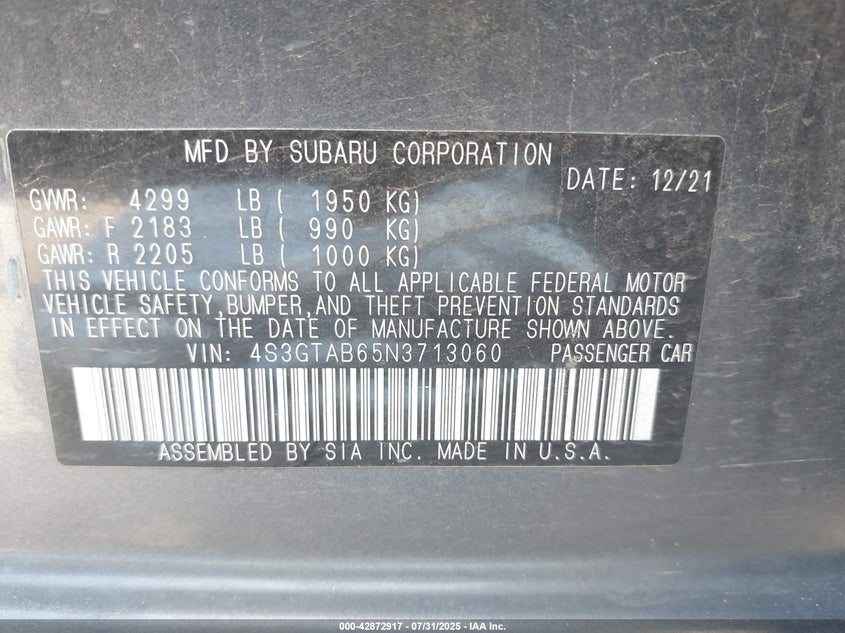 MFD BY SUBARU CORPORATION
DATE: 12/21
GVWR: 4299 LB ( 1950 KG)
GAWR: F 2183 LB ( 990 KG)
GAWR: R 2205 LB ( 1000 KG)
THIS VEHICLE CONFORMS TO ALL APPLICABLE FEDERAL MOTOR
VEHICLE SAFETY,BUMPER,AND THEFT PREVENTION STANDARDS
IN EFFECT ON THE DATE OF MANUFACTURE SHOWN ABOVE.
VIN: 4S3GTAB65N3713060 PASSENGER CAR
ASSEMBLED BY SIA INC. MADE IN U.S.A.
000-42872917 - 07/31/2025 - IAA Inc.